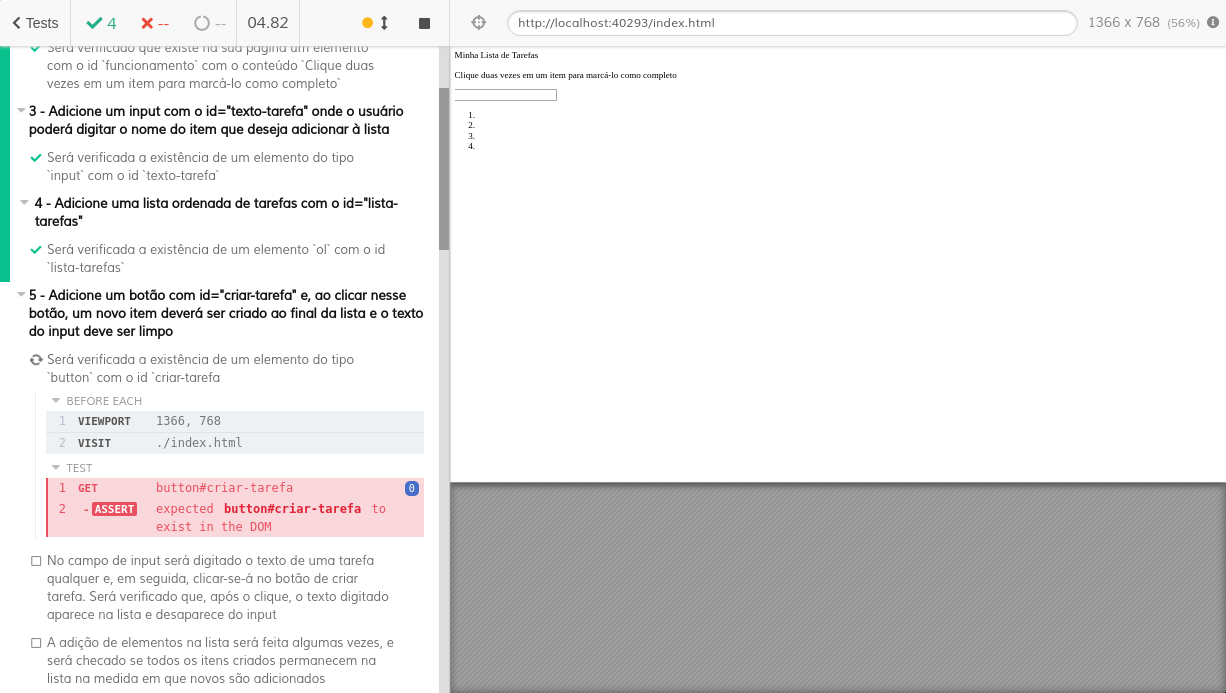 Tests
4
--
--
04.82
http://localhost:40293/index.html
1366 x 768 (56%)
Será verificado que existe na sua página um elemento
com o id `funcionamento` com o conteúdo `Clique duas
vezes em um item para marcá-lo como completo`
3 - Adicione um input com o id="texto-tarefa" onde o usuário
poderá digitar o nome do item que deseja adicionar à lista
Será verificada a existência de um elemento do tipo
`input` com o id `texto-tarefa`
4 - Adicione uma lista ordenada de tarefas com o id="lista-
tarefas"
Será verificada a existência de um elemento `ol` com o id
`lista-tarefas`
5 - Adicione um botão com id="criar-tarefa" e, ao clicar nesse
botão, um novo item deverá ser criado ao final da lista e o texto
do input deve ser limpo
Será verificada a existência de um elemento do tipo
`button` com o id `criar-tarefa
BEFORE EACH
1 VIEWPORT 1366, 768
2 VISIT ./index.html
TEST
1 GET button#criar-tarefa 0
2 -ASSERT expected button#criar-tarefa to
exist in the DOM
No campo de input será digitado o texto de uma tarefa
qualquer e, em seguida, clicar-se-á no botão de criar
tarefa. Será verificado que, após o clique, o texto digitado
aparece na lista e desaparece do input
A adição de elementos na lista será feita algumas vezes, e
será checado se todos os itens criados permanecem na
lista na medida em que novos são adicionados
Minha Lista de Tarefas
Clique duas vezes em um item para marcá-lo como completo
1.
2.
3.
4.